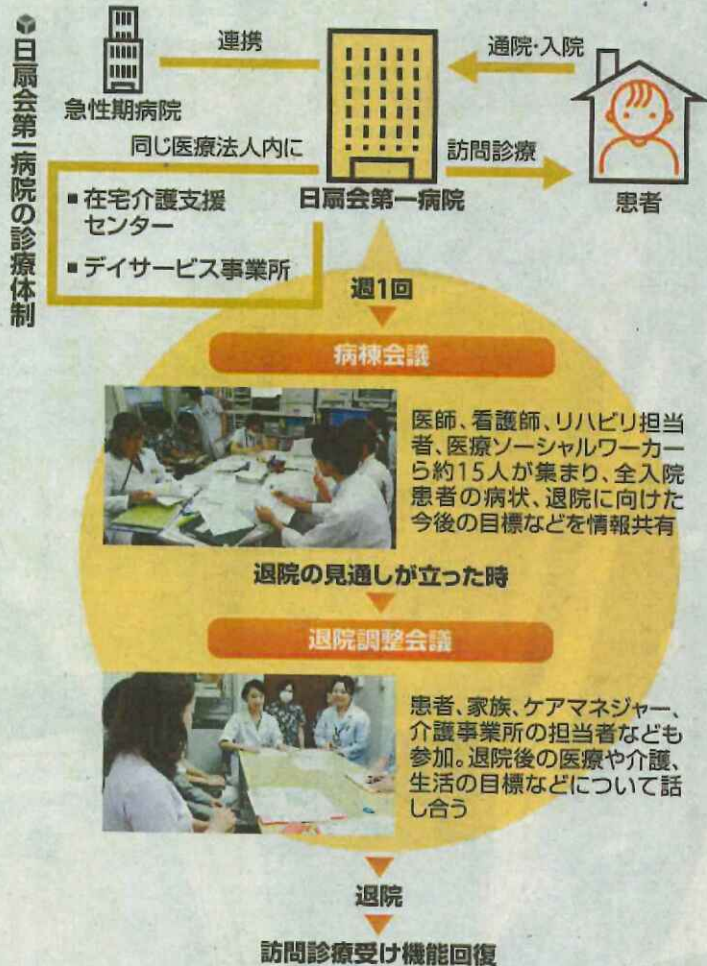 日扇会第一病院の診療体制
連携
急性期病院
通院・入院
同じ医療法人内に
訪問診療
日扇会第一病院
患者
■在宅介護支援
センター
■デイサービス事業所
週1回
病棟会議
医師、看護師、リハビリ担当
者、医療ソーシャルワーカー
ら約15人が集まり、全入院
患者の病状、退院に向けた
今後の目標などを情報共有
退院の見通しが立った時
退院調整会議
患者、家族、ケアマネジャー、
介護事業所の担当者なども
参加。退院後の医療や介護、
生活の目標などについて話
し合う
退院
訪問診療受け機能回復